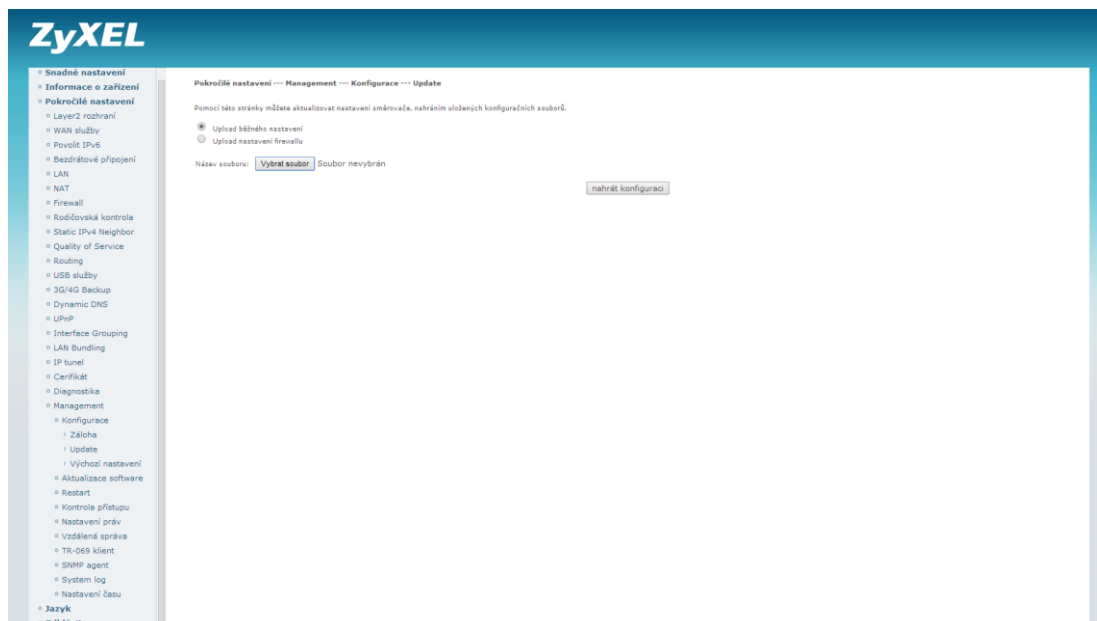 ZyXEL
Snadné nastavení
Informace o zařízení
Pokročilé nastavení
Layer2 rozhraní
WAN služby
Povolit IPv6
Bezdrátové připojení
LAN
NAT
Firewall
Rodičovská kontrola
Static IPv4 Neighbor
Quality of Service
Routing
USB služby
3G/4G Backup
Dynamic DNS
UPnP
Interface Grouping
LAN Bundling
IP tunel
Cerifikát
Diagnostika
Management
Konfigurace
Záloha
Update
Výchozí nastavení
Aktualizace software
Restart
Kontrola přístupu
Nastavení práv
Vzdálená správa
TR-069 klient
SNMP agent
System log
Nastavení času
Jazyk
Pokročilé nastavení --- Management --- Konfigurace --- Update
Pomocí této stránky můžete aktualizovat nastavení směrovače, nahráním uložených konfiguračních souborů.
Upload běžného nastavení
Upload nastavení firewallu
Název souboru: Vybrat soubor Soubor nevybrán
nahrát konfiguraci